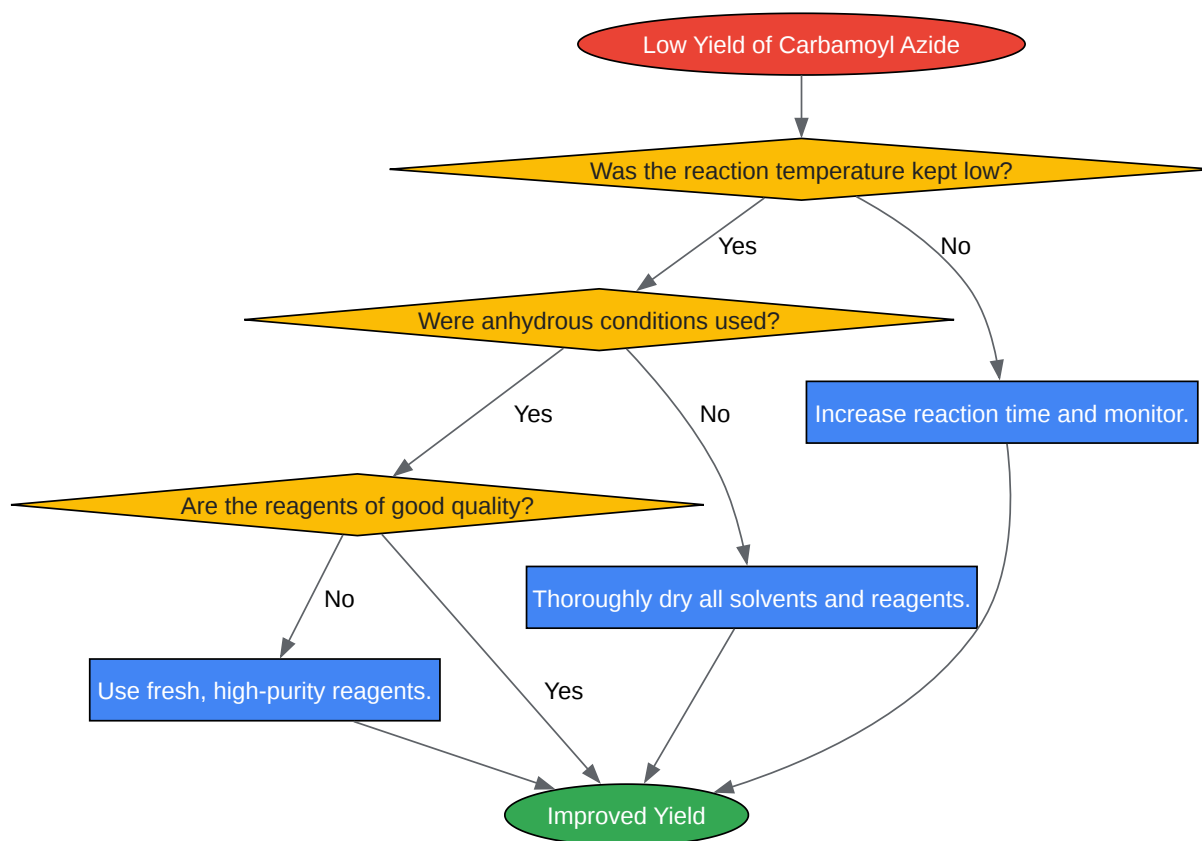 Low Yield of Carbamoyl Azide
Was the reaction temperature kept low?
Yes
No
Were anhydrous conditions used?
Increase reaction time and monitor.
Yes
No
Are the reagents of good quality?
Thoroughly dry all solvents and reagents.
No
Yes
Use fresh, high-purity reagents.
Improved Yield